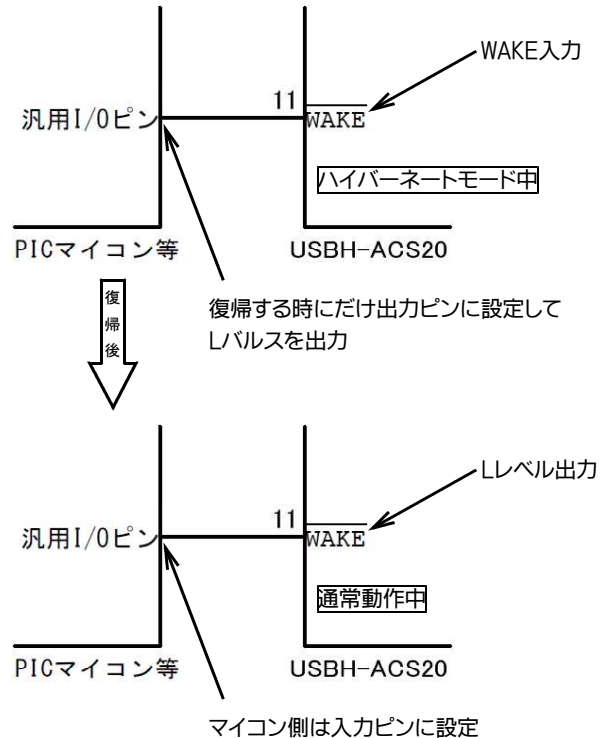 WAKE入力
11
汎用I/Oピン
WAKE
ハイバーネートモード中
PICマイコン等
USBH-ACS20
復帰後
復帰する時にだけ出力ピンに設定して
Lパルスを出力
Lレベル出力
11
汎用I/Oピン
WAKE
通常動作中
PICマイコン等
USBH-ACS20
マイコン側は入力ピンに設定